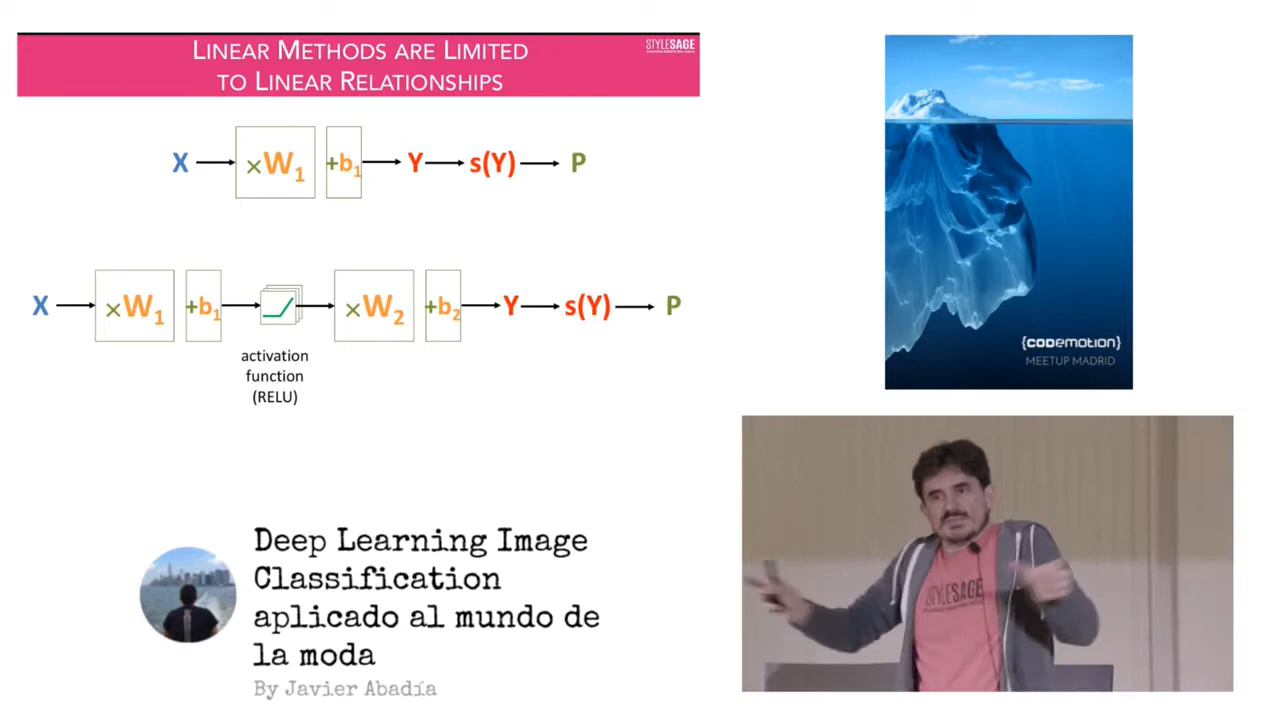 LINEAR METHODS ARE LIMITED
TO LINEAR RELATIONSHIPS
STYLESAGE
X ×W1 +b1 Y s(Y) P
X ×W1 +b1 ×W2 +b2 Y s(Y) P
activation
function
(RELU)
Deep Learning Image
Classification
aplicado al mundo de
la moda
By Javier Abadía
{CODEMOTION}
MEETUP MADRID
STYLESAGE